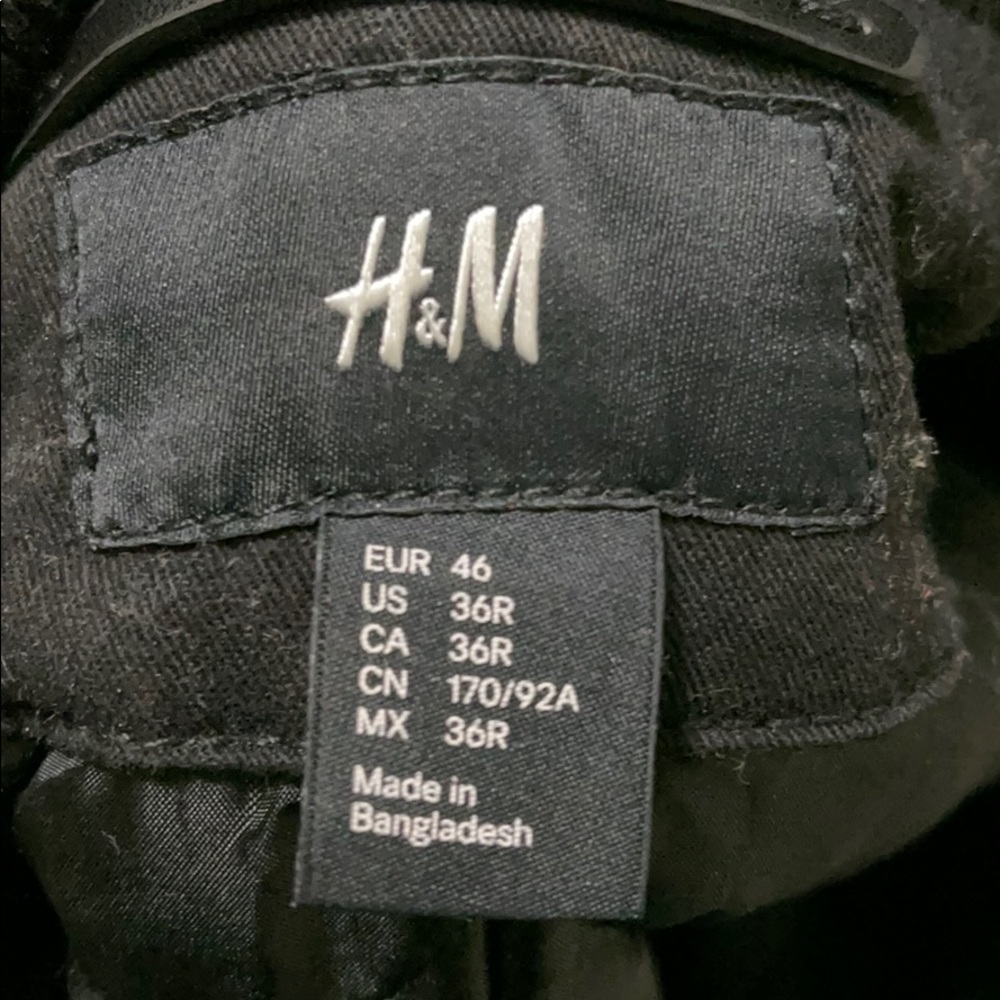 H&M
EUR 46
US 36R
CA 36R
CN 170/92A
MX 36R
Made in
Bangladesh